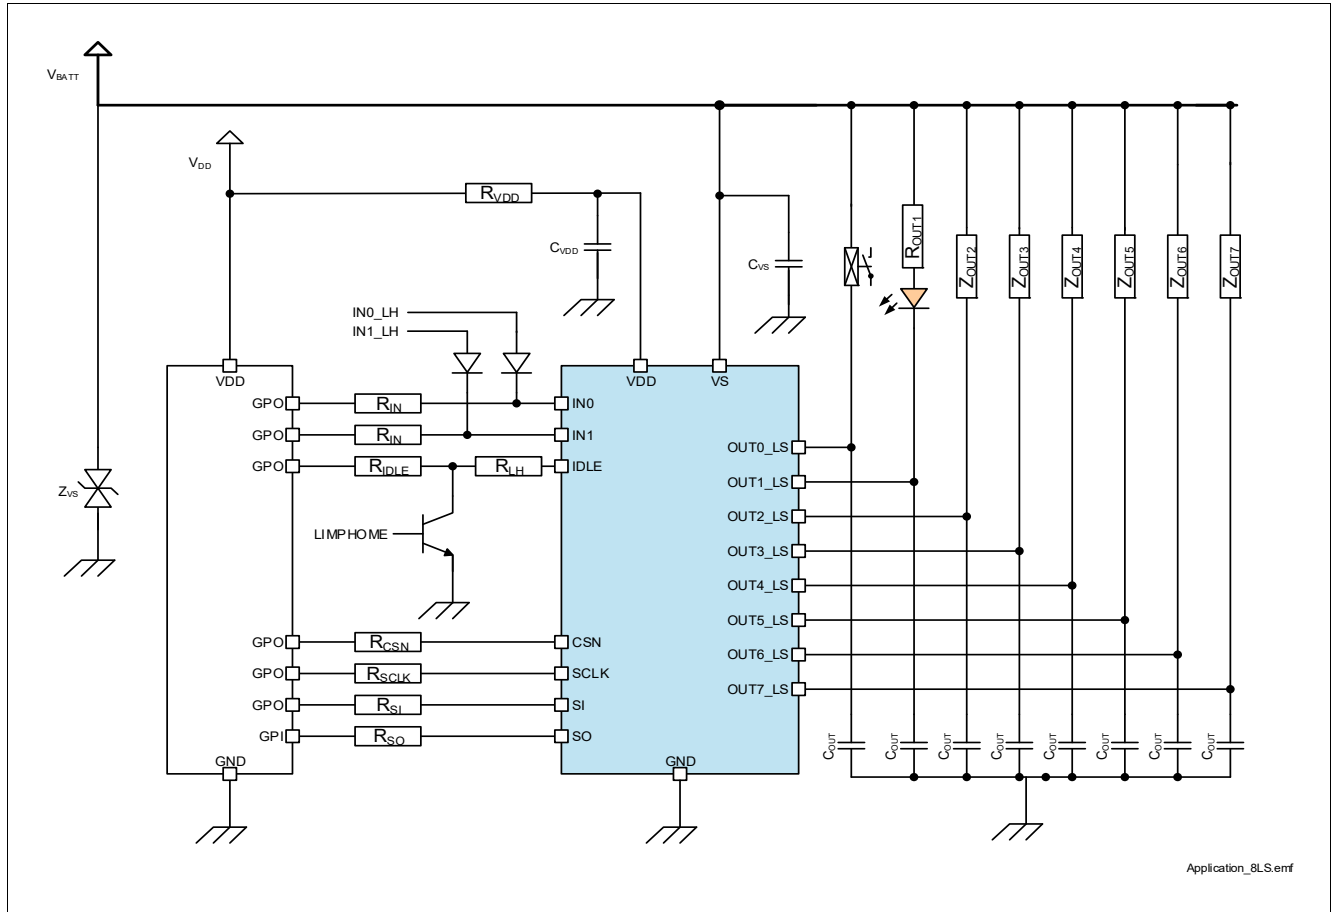 VBATT
VDD
RVDD
CVDD
CVS
ROUT1
ZOUT2
ZOUT3
ZOUT4
ZOUT5
ZOUT6
ZOUT7
IN0_LH
IN1_LH
VDD
VDD
VS
GPO
RIN
IN0
GPO
RIN
IN1
GPO
RIDLE
RLH
IDLE
ZVS
LIMPHOME
OUT0_LS
OUT1_LS
OUT2_LS
OUT3_LS
OUT4_LS
OUT5_LS
OUT6_LS
OUT7_LS
GPO
RCSN
CSN
GPO
RSCLK
SCLK
GPO
RSI
SI
GPI
RSO
SO
COUT
COUT
COUT
COUT
COUT
COUT
COUT
COUT
GND
GND
Application_8LS.emf